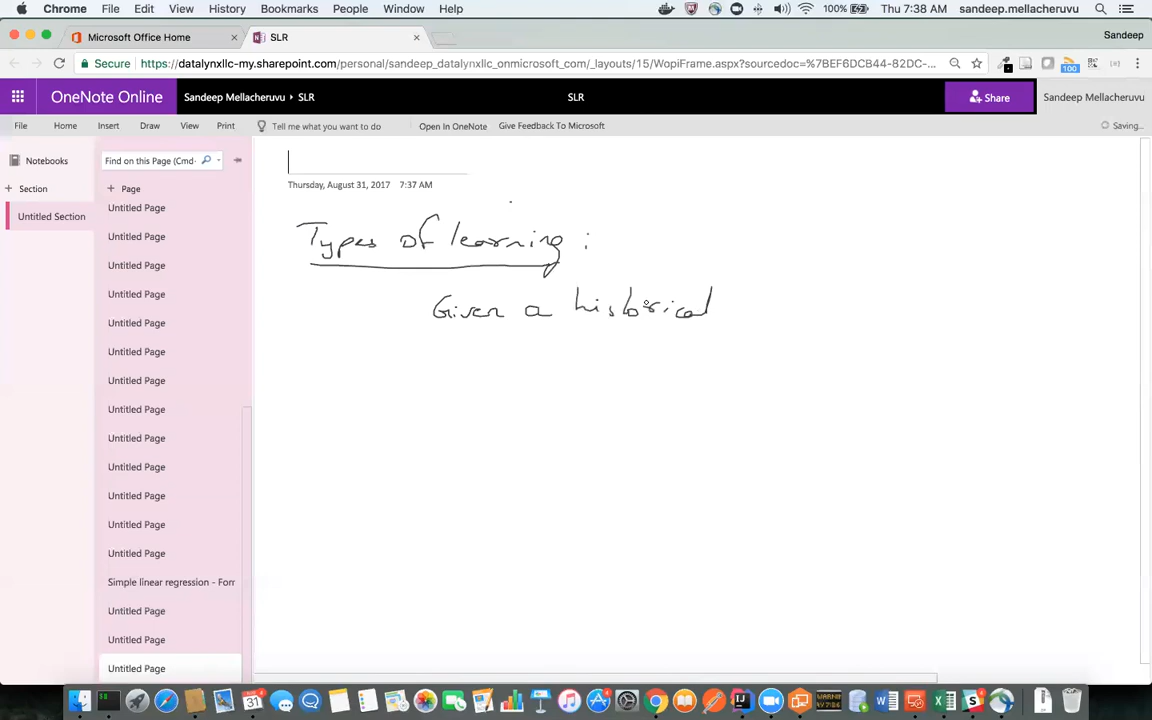 Chrome File Edit View History Bookmarks People Window Help 100% Thu 7:38 AM sandeep.mellacheruvu
Microsoft Office Home SLR Sandeep
Secure https://datalynxllc-my.sharepoint.com/personal/sandeep_datalynxllc_onmicrosoft_com/_layouts/15/WopiFrame.aspx?sourcedoc=%7BEF6DCB44-82DC-... 100
OneNote Online Sandeep Mellacheruvu ▸ SLR SLR Share Sandeep Mellacheruvu
File Home Insert Draw View Print Tell me what you want to do Open In OneNote Give Feedback To Microsoft Saving...
Notebooks Find on this Page (Cmd
+ Section + Page
Untitled Section
Untitled Page
Untitled Page
Untitled Page
Untitled Page
Untitled Page
Untitled Page
Untitled Page
Untitled Page
Untitled Page
Untitled Page
Untitled Page
Untitled Page
Untitled Page
Simple linear regression - Forr
Untitled Page
Untitled Page
Untitled Page
Thursday, August 31, 2017 7:37 AM
Types of learning :
Given a historical
31